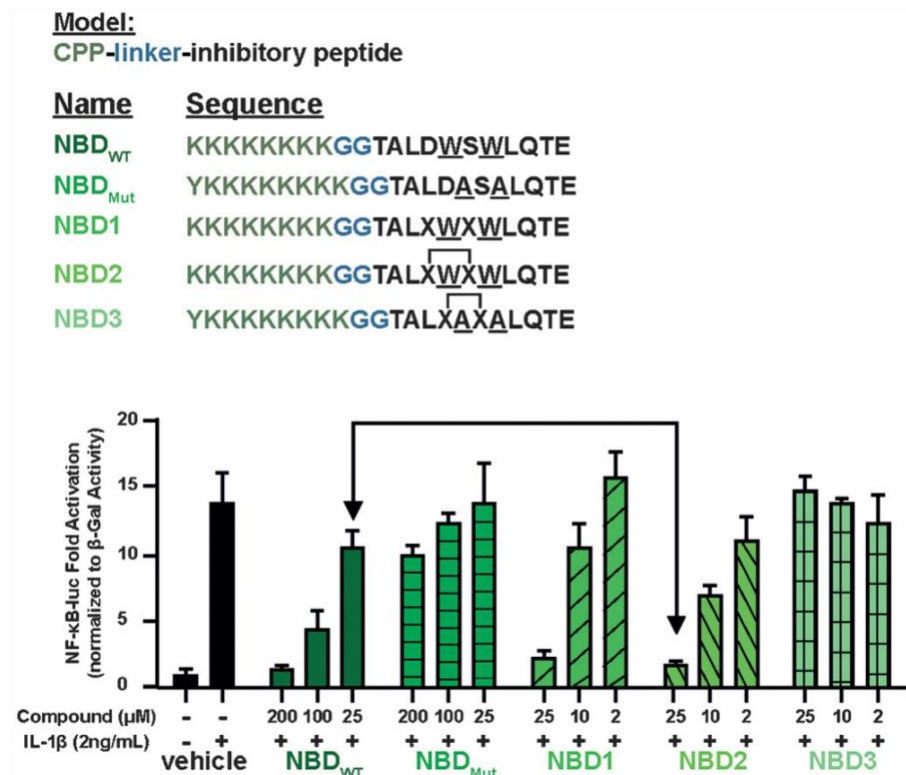 Model:
CPP-linker-inhibitory peptide
Name Sequence
NBDWT KKKKKKKKGGTALDWSWLQTE
NBDMut YKKKKKKKKGGTALDASALQTE
NBD1 KKKKKKKKGGTALXWXWLQTE
NBD2 KKKKKKKKGGTALXWXWLQTE
NBD3 YKKKKKKKKGGTALXAXALQTE
NF-κB-luc Fold Activation
(normalized to β-Gal Activity)
20
15
10
5
0
Compound (µM) - - 200 100 25 200 100 25 25 10 2 25 10 2 25 10 2
IL-1β (2ng/mL) - + + + + + + + + + + + + + + + +
vehicle NBDWT NBDMut NBD1 NBD2 NBD3